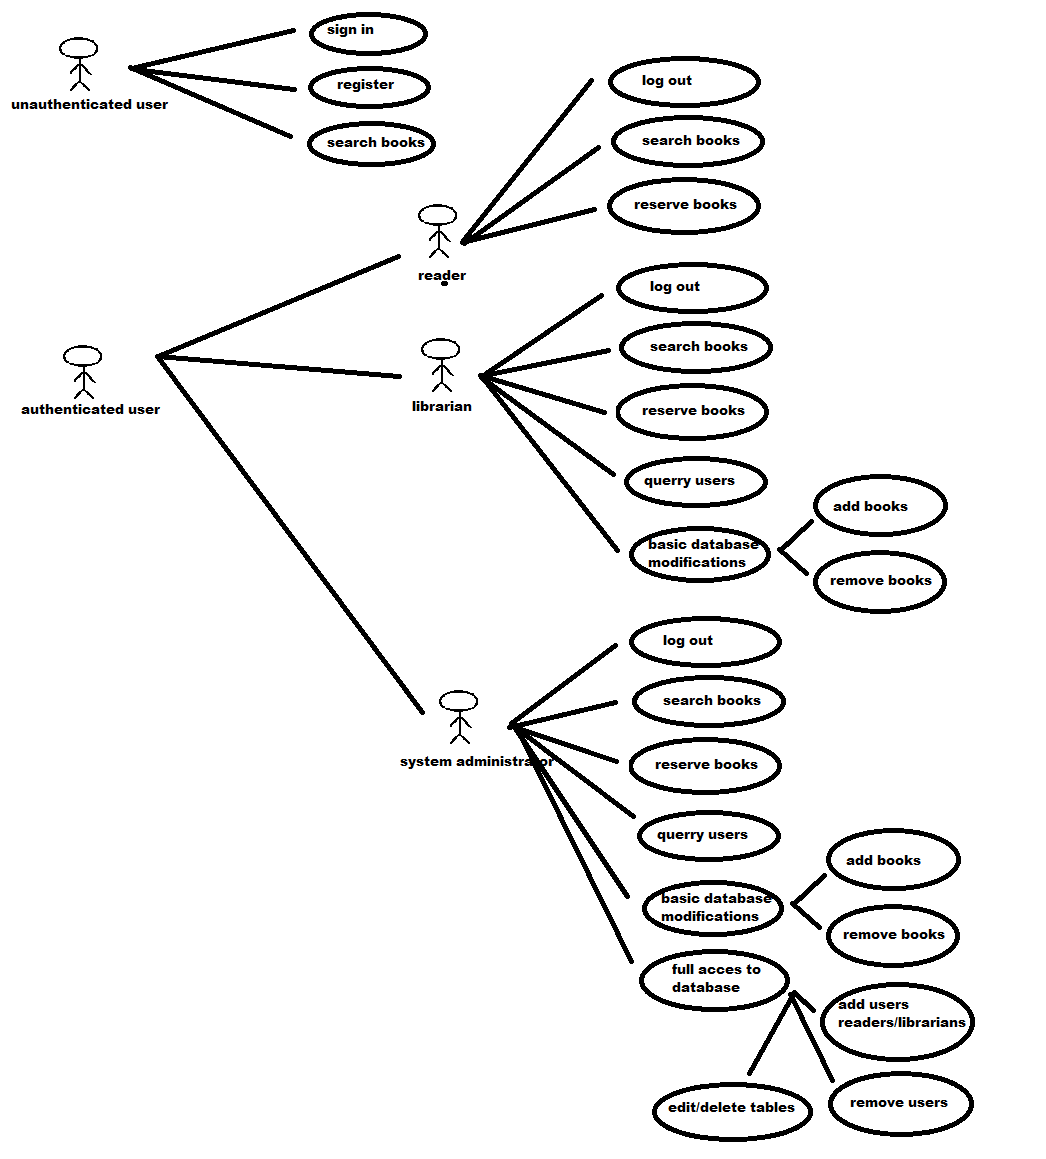 sign in
register
unauthenticated user
search books
log out
search books
reserve books
reader
log out
search books
authenticated user
librarian
reserve books
querry users
add books
basic database
modifications
remove books
log out
search books
system administrator
reserve books
querry users
add books
basic database
modifications
remove books
full acces to
database
add users
readers/librarians
edit/delete tables
remove users